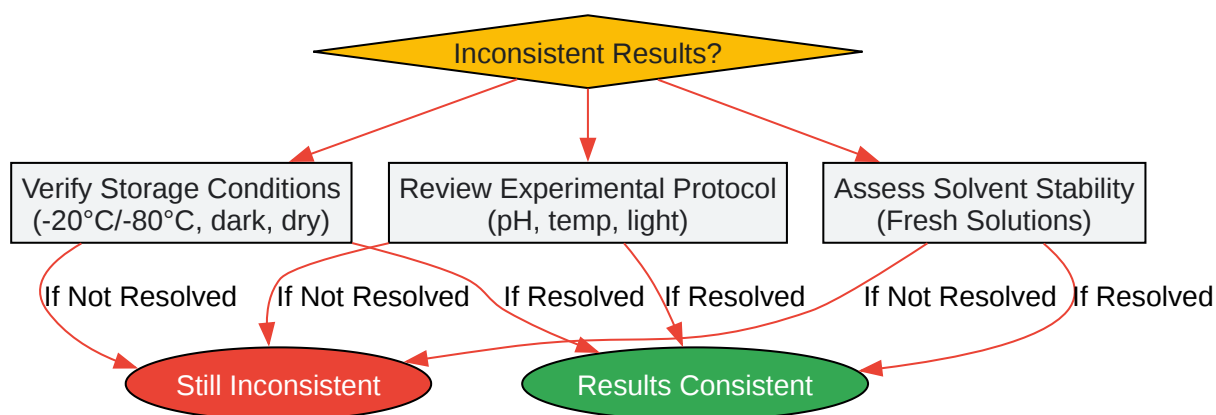 Inconsistent Results?
Verify Storage Conditions
(-20°C/-80°C, dark, dry)
Review Experimental Protocol
(pH, temp, light)
Assess Solvent Stability
(Fresh Solutions)
If Not Resolved
If Not Resolved
If Resolved
If Resolved
If Not Resolved
If Resolved
Still Inconsistent
Results Consistent